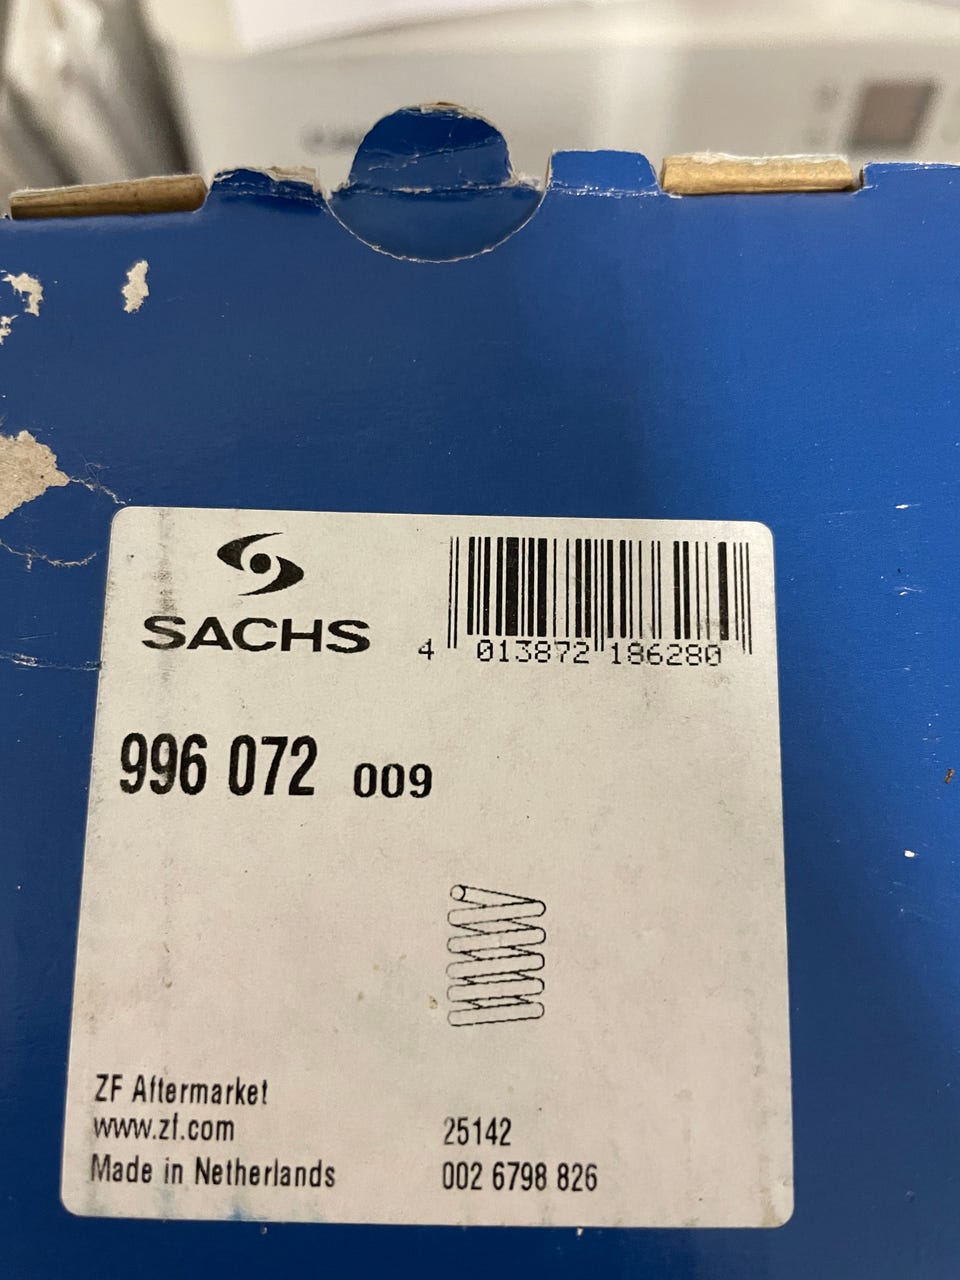 SACHS
4 013872 186280
996 072 009
ZF Aftermarket
www.zf.com
25142
Made in Netherlands
002 6798 826